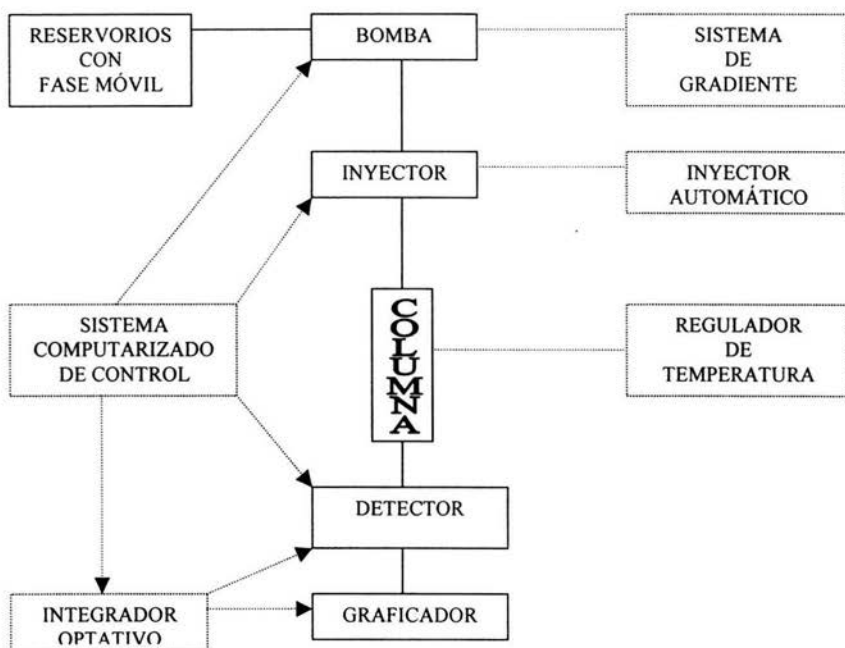 RESERVORIOS
CON
FASE MÓVIL
BOMBA
SISTEMA
DE
GRADIENTE
INYECTOR
INYECTOR
AUTOMÁTICO
SISTEMA
COMPUTARIZADO
DE CONTROL
COLUMNA
REGULADOR
DE
TEMPERATURA
DETECTOR
INTEGRADOR
OPTATIVO
GRAFICADOR